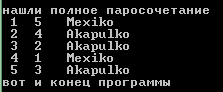 нашли полное паросочетание
1 5 Mexiko
2 4 Akapulko
3 2 Akapulko
4 1 Mexiko
5 3 Akapulko
вот и конец программы